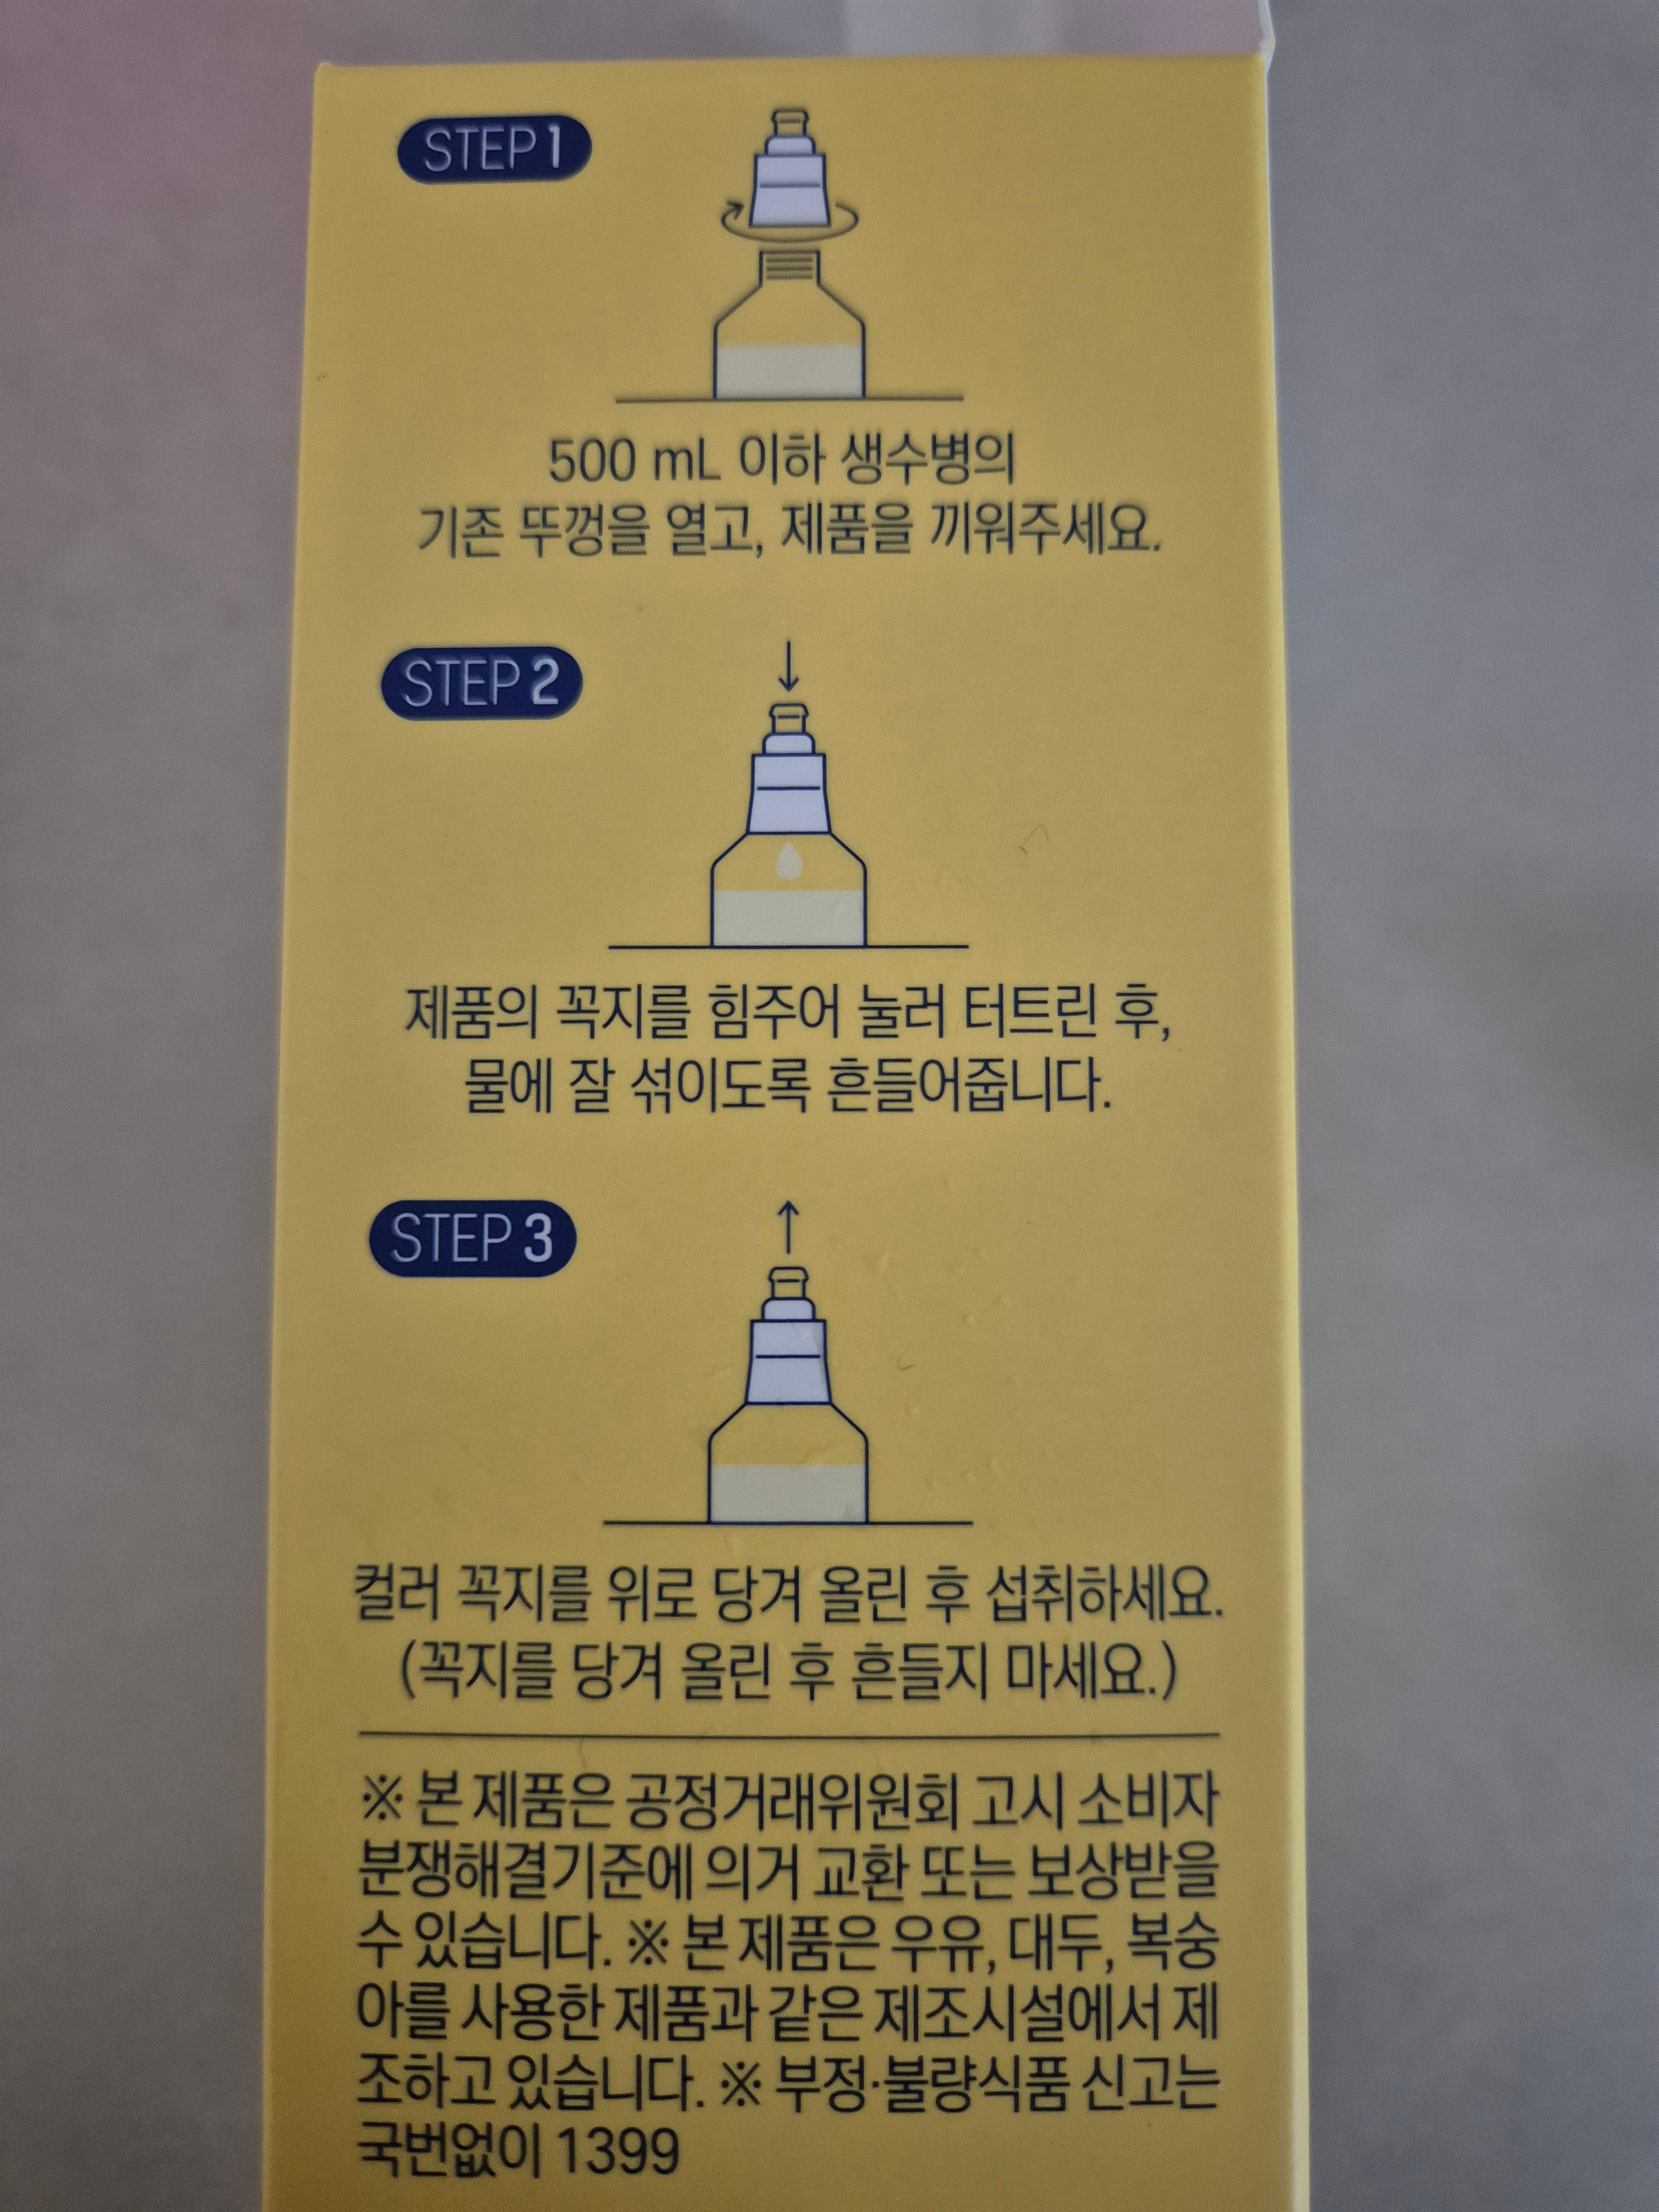 STEP 1
500 mL 이하 생수병의
기존 뚜껑을 열고, 제품을 끼워주세요.
STEP 2
제품의 꼭지를 힘주어 눌러 터트린 후,
물에 잘 섞이도록 흔들어줍니다.
STEP 3
컬러 꼭지를 위로 당겨 올린 후 섭취하세요.
(꼭지를 당겨 올린 후 흔들지 마세요.)
※ 본 제품은 공정거래위원회 고시 소비자
분쟁해결기준에 의거 교환 또는 보상받을
수 있습니다. ※ 본 제품은 우유, 대두, 복숭
아를 사용한 제품과 같은 제조시설에서 제
조하고 있습니다. ※ 부정·불량식품 신고는
국번없이 1399